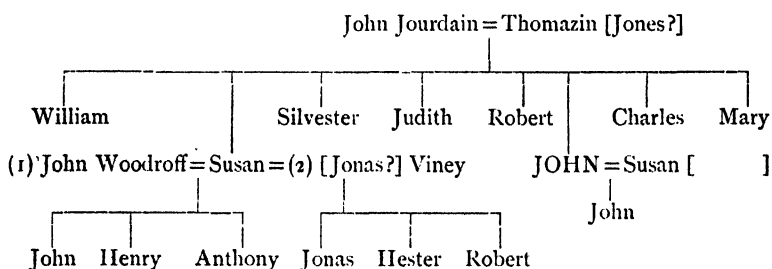 John Jourdain = Thomazin [Jones?]
William Silvester Judith Robert Charles Mary
(1) John Woodroff = Susan = (2) [Jonas?] Viney JOHN = Susan [ ]
John
John Henry Anthony Jonas Hester Robert